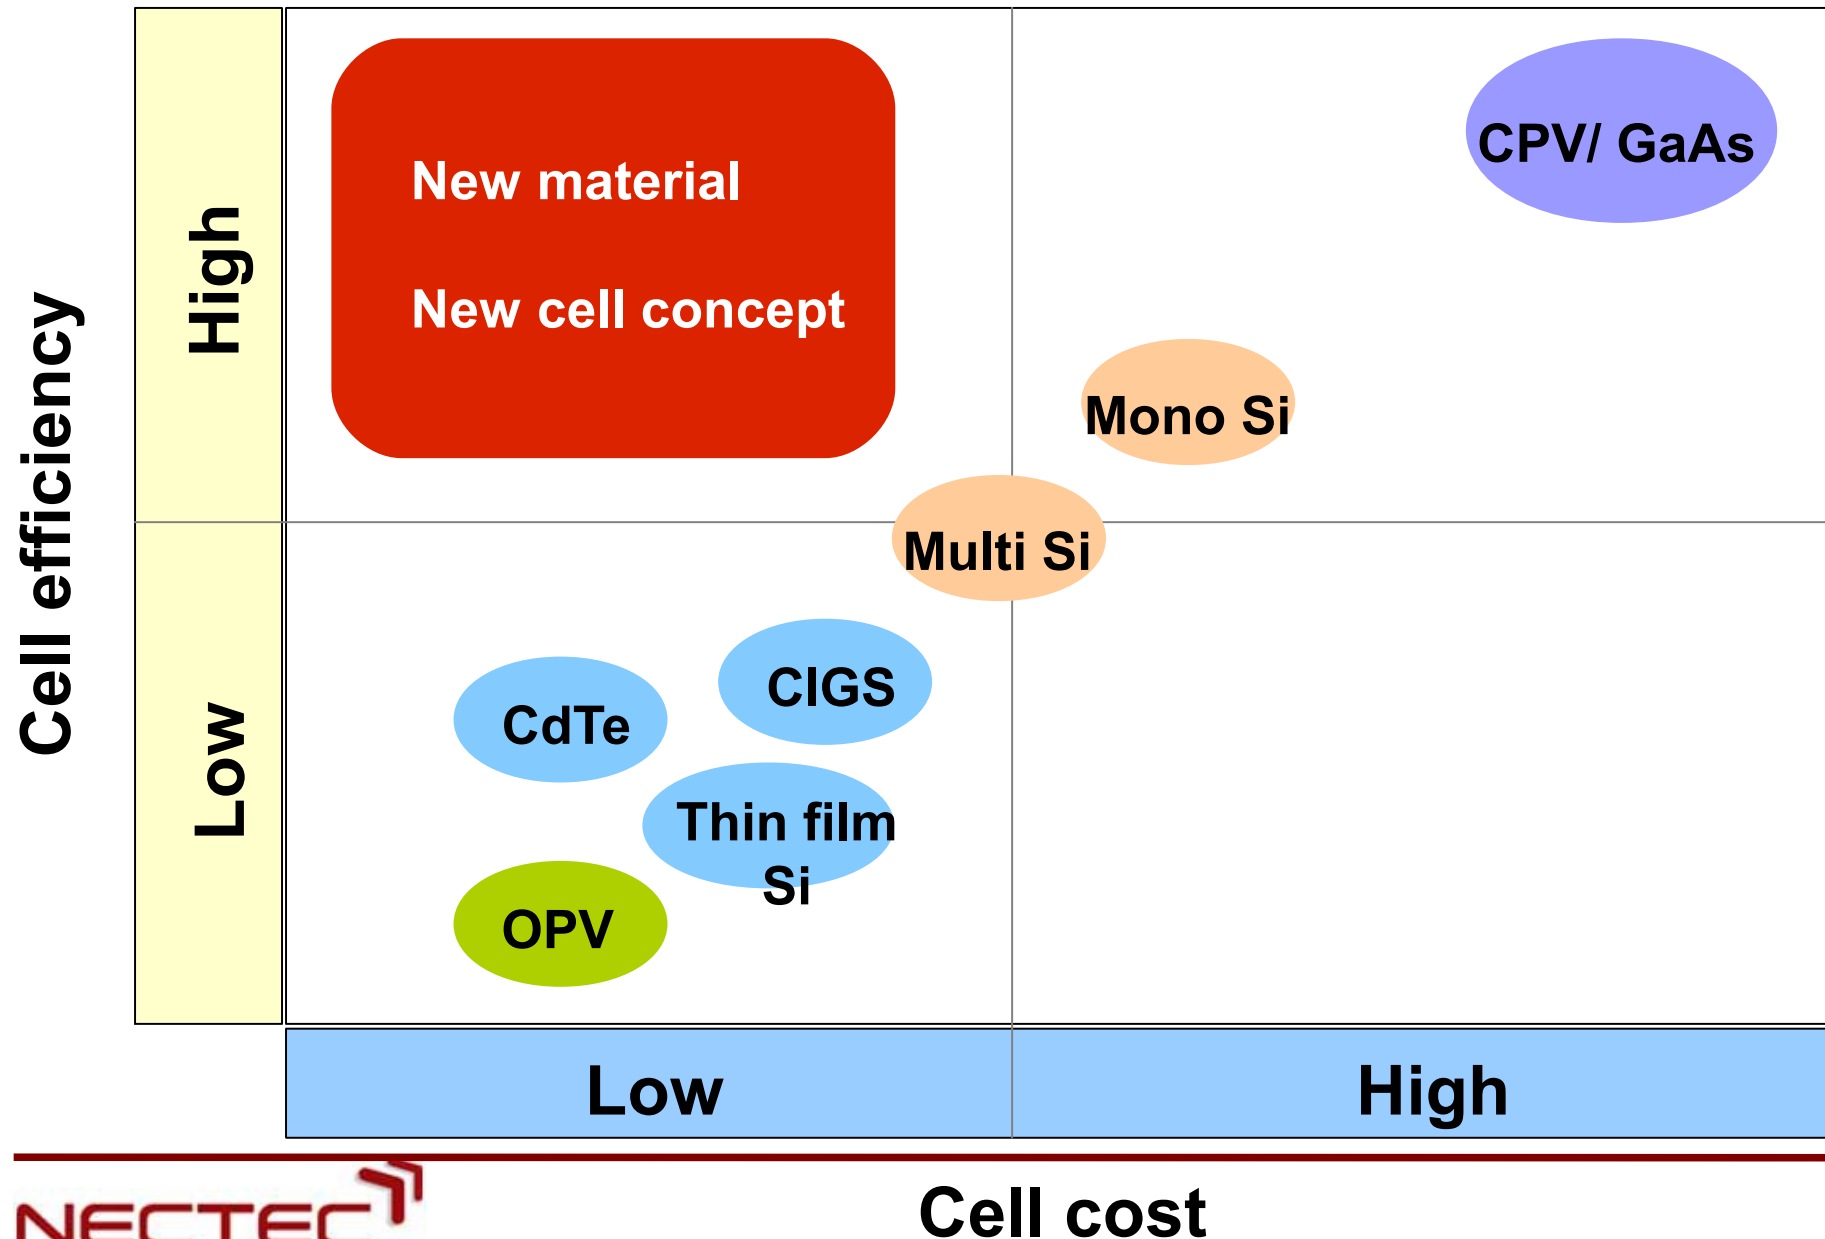 Cell efficiency
High
Low
New material
New cell concept
CPV/ GaAs
Mono Si
Multi Si
CIGS
CdTe
Thin film
Si
OPV
Low
High
Cell cost
NECTEC